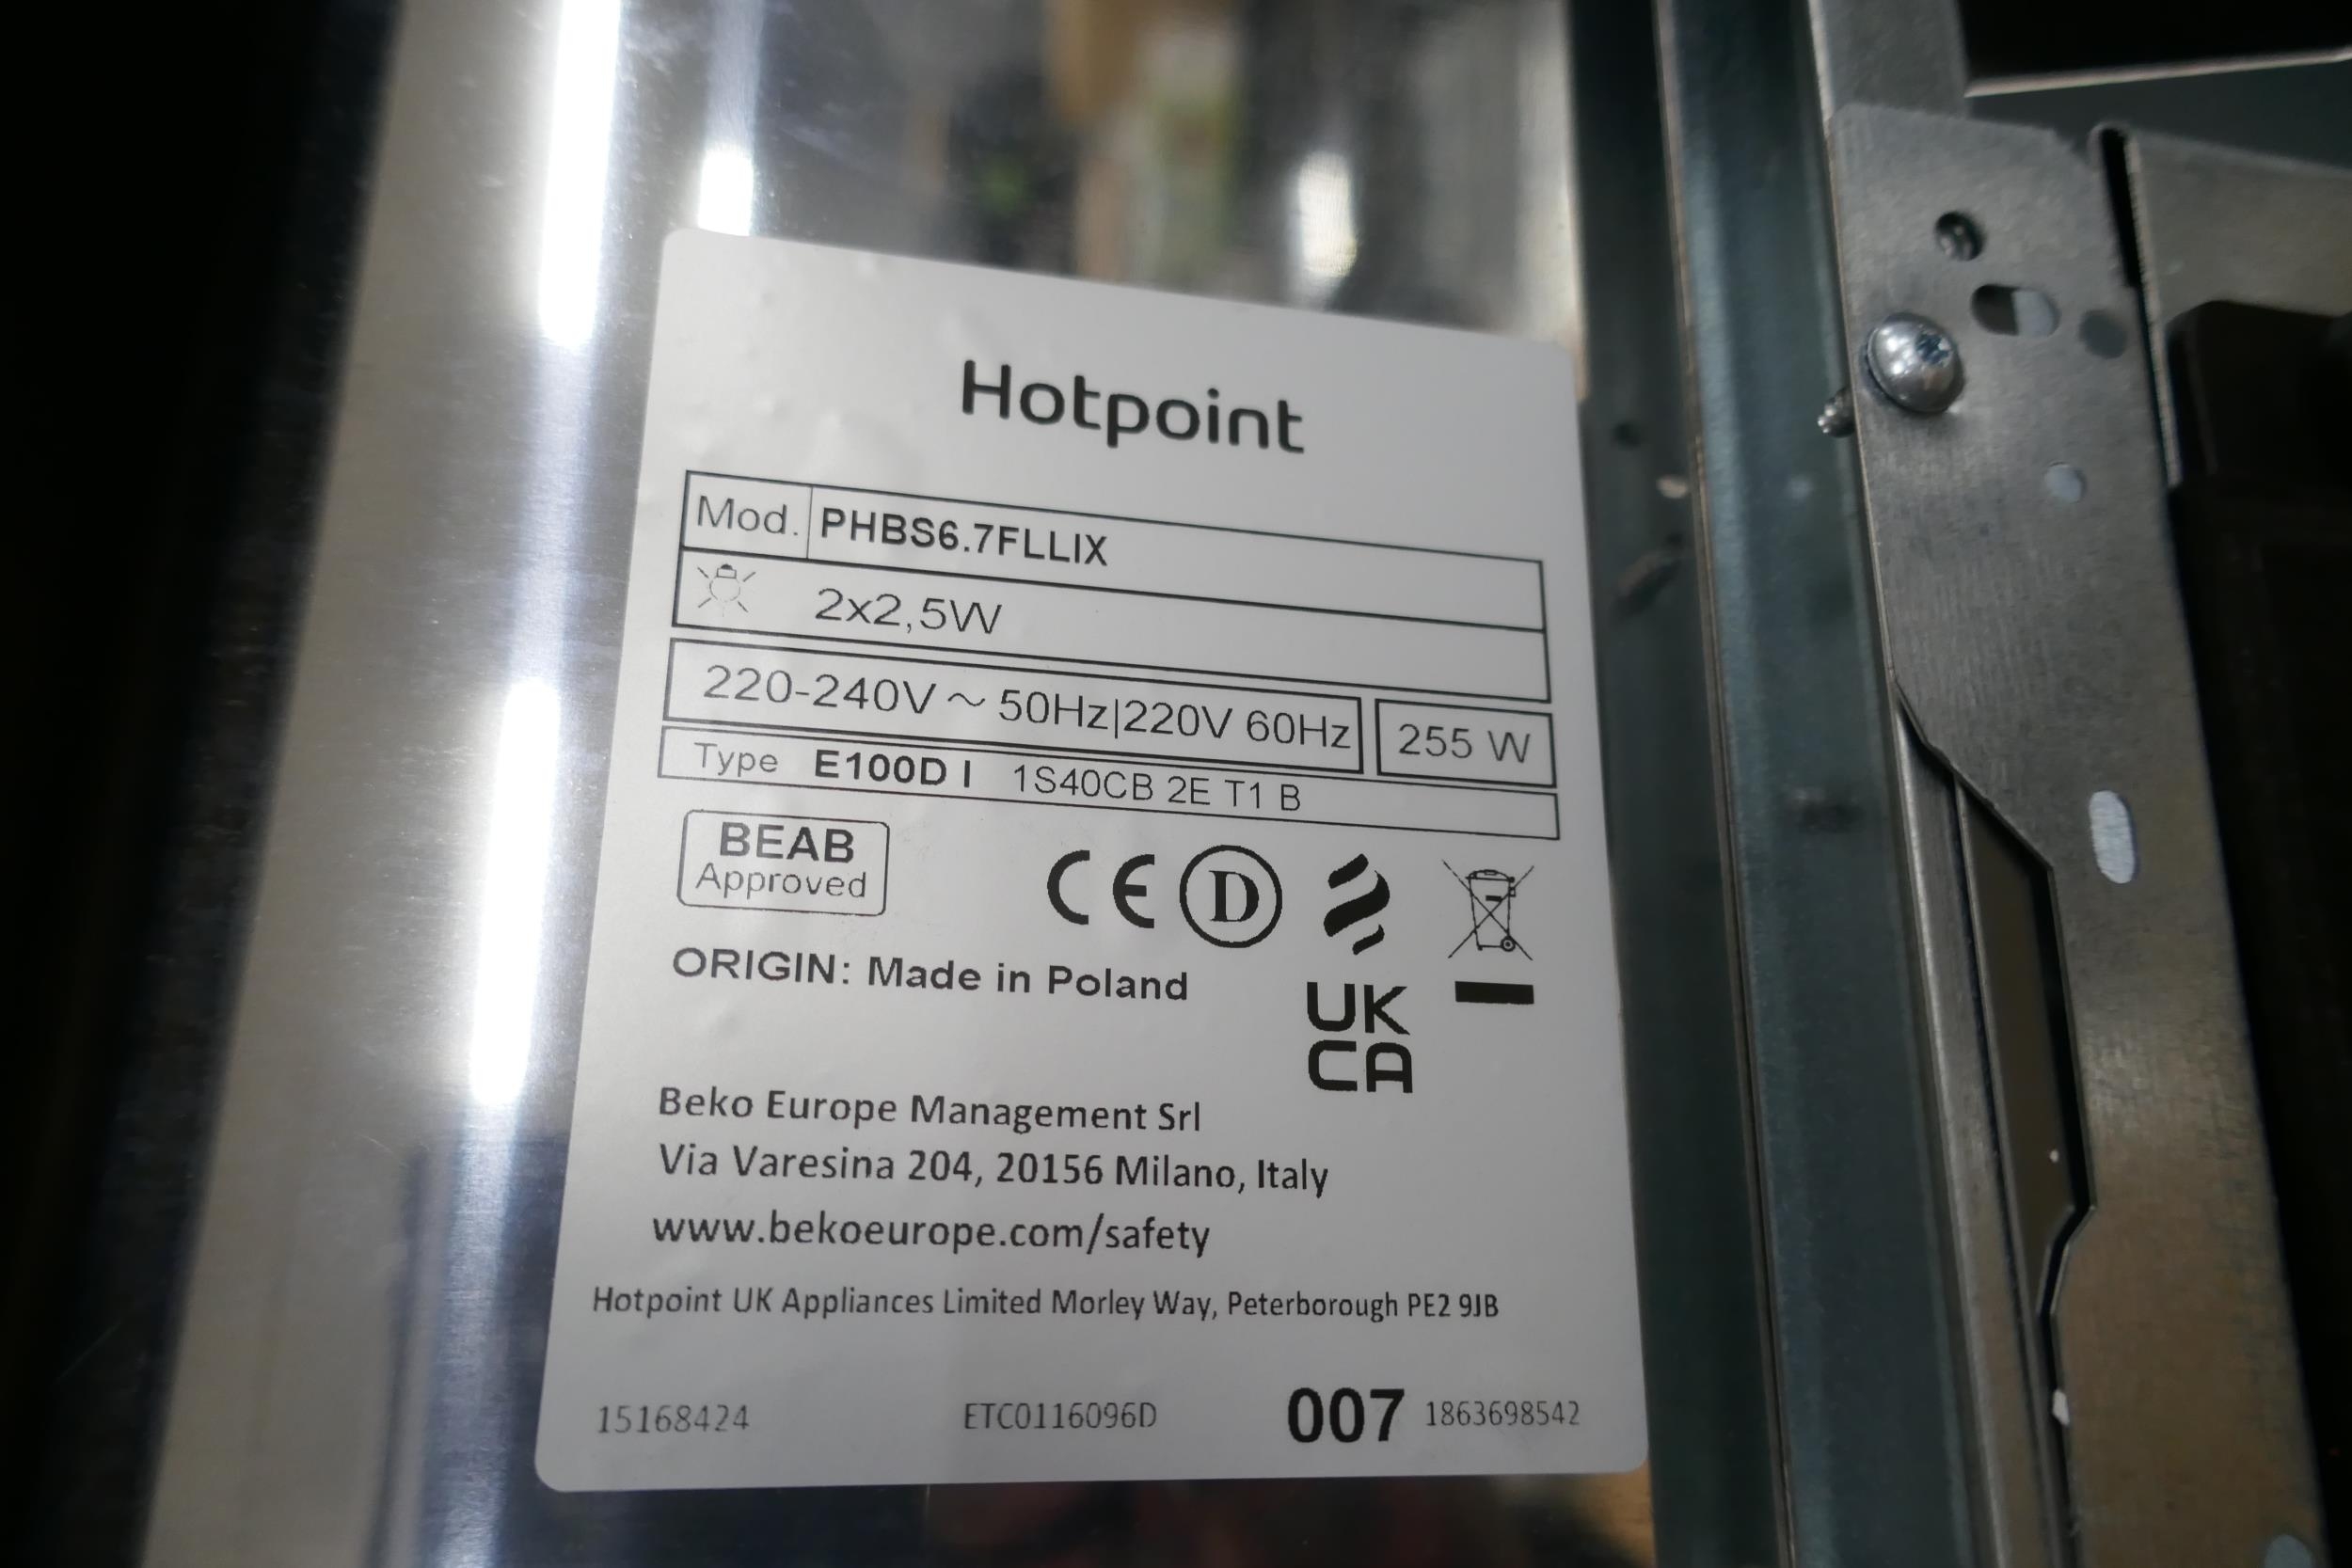 Hotpoint
Mod. PHBS6.7FLLIX
2x2,5W
220-240V ~ 50Hz|220V 60Hz 255 W
Type E100D I 1S40CB 2E T1 B
BEAB
Approved
CE D
ORIGIN: Made in Poland
UK
CA
Beko Europe Management Srl
Via Varesina 204, 20156 Milano, Italy
www.bekoeurope.com/safety
Hotpoint UK Appliances Limited Morley Way, Peterborough PE2 9JB
15168424 ETC0116096D 007 1863698542